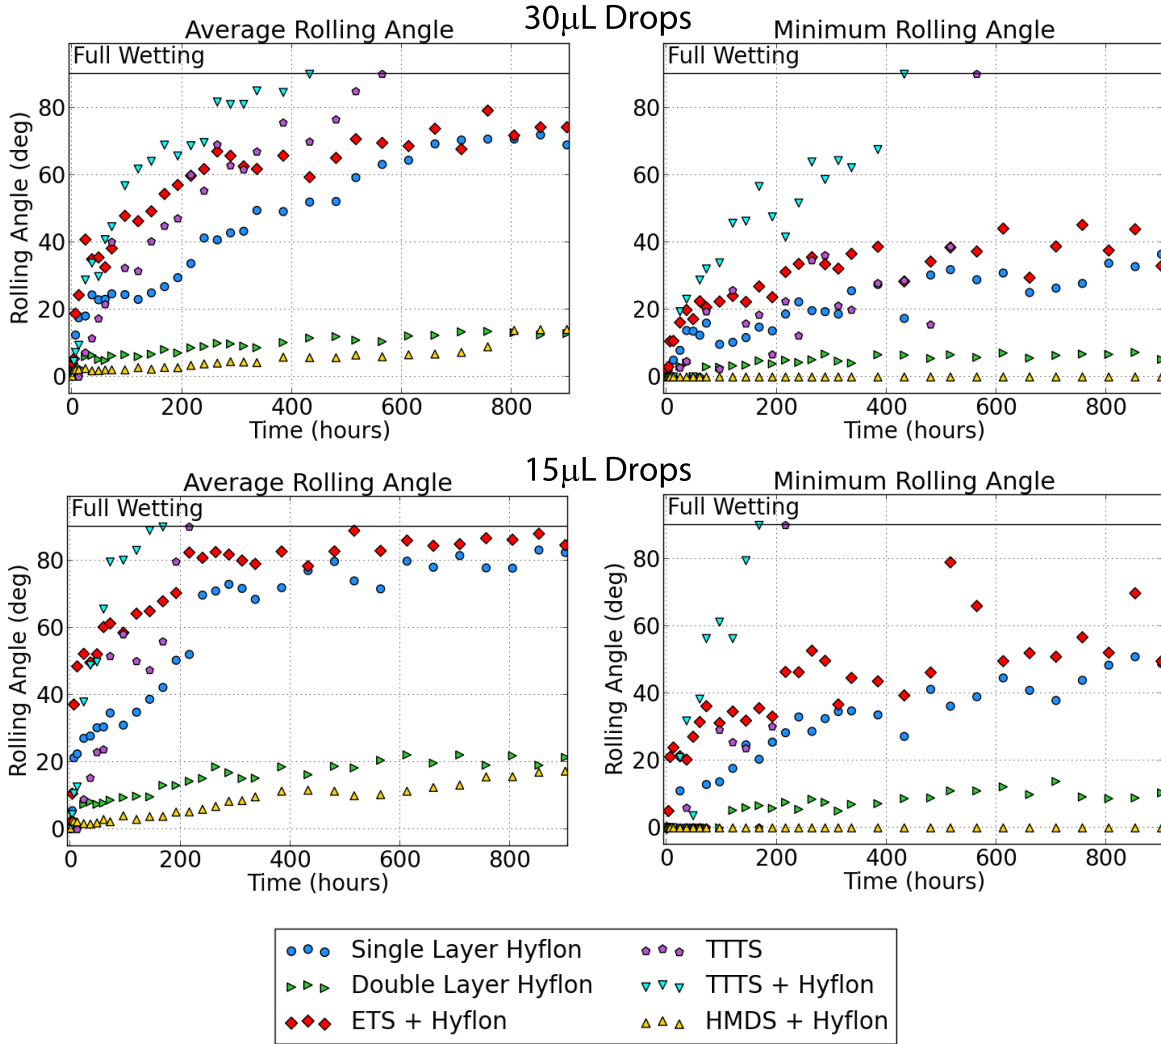 30μL Drops
Average Rolling Angle
Minimum Rolling Angle
Full Wetting
Full Wetting
80
60
40
20
0
Rolling Angle (deg)
0 200 400 600 800
Time (hours)
80
60
40
20
0
0 200 400 600 800
Time (hours)
15μL Drops
Average Rolling Angle
Minimum Rolling Angle
Full Wetting
Full Wetting
80
60
40
20
0
Rolling Angle (deg)
0 200 400 600 800
Time (hours)
80
60
40
20
0
Rolling Angle (deg)
0 200 400 600 800
Time (hours)
Single Layer Hyflon
Double Layer Hyflon
ETS + Hyflon
TTTS
TTTS + Hyflon
HMDS + Hyflon